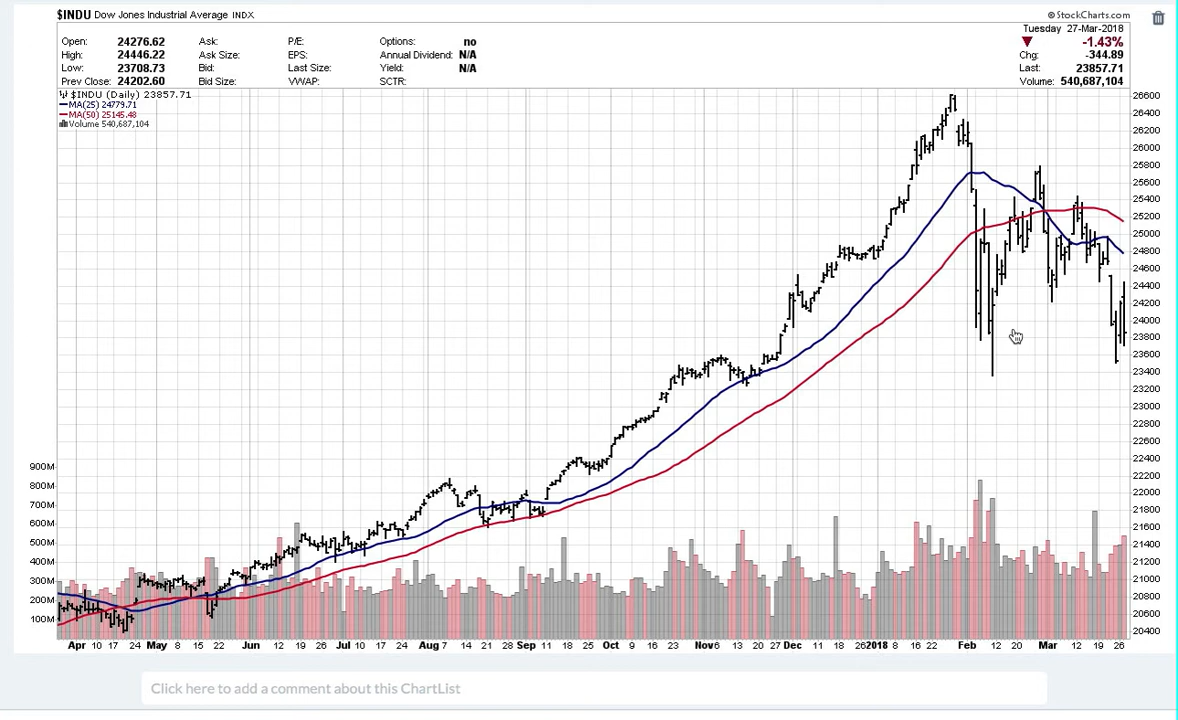 $INDU Dow Jones Industrial Average INDX
© StockCharts.com
Tuesday 27-Mar-2018
Open: 24276.62 Ask: P/E: Options: no -1.43%
High: 24446.22 Ask Size: EPS: Annual Dividend: N/A Chg: -344.89
Low: 23708.73 Bid: Last Size: Yield: N/A Last: 23857.71
Prev Close: 24202.60 Bid Size: VWAP: SCTR: Volume: 540,687,104
$INDU (Daily) 23857.71
MA(25) 24779.71
MA(50) 25145.48
Volume 540,687,104
26600
26400
26200
26000
25800
25600
25400
25200
25000
24800
24600
24400
24200
24000
23800
23600
23400
23200
23000
22800
22600
22400
22200
22000
21800
21600
21400
21200
21000
20800
20600
20400
900M
800M
700M
600M
500M
400M
300M
200M
100M
Apr 10 17 24 May 8 15 22 Jun 12 19 26 Jul 10 17 24 Aug 7 14 21 28 Sep 11 18 25 Oct 9 16 23 Nov 6 13 20 27 Dec 11 18 26 2018 8 16 22 Feb 12 20 Mar 12 19 26
Click here to add a comment about this ChartList